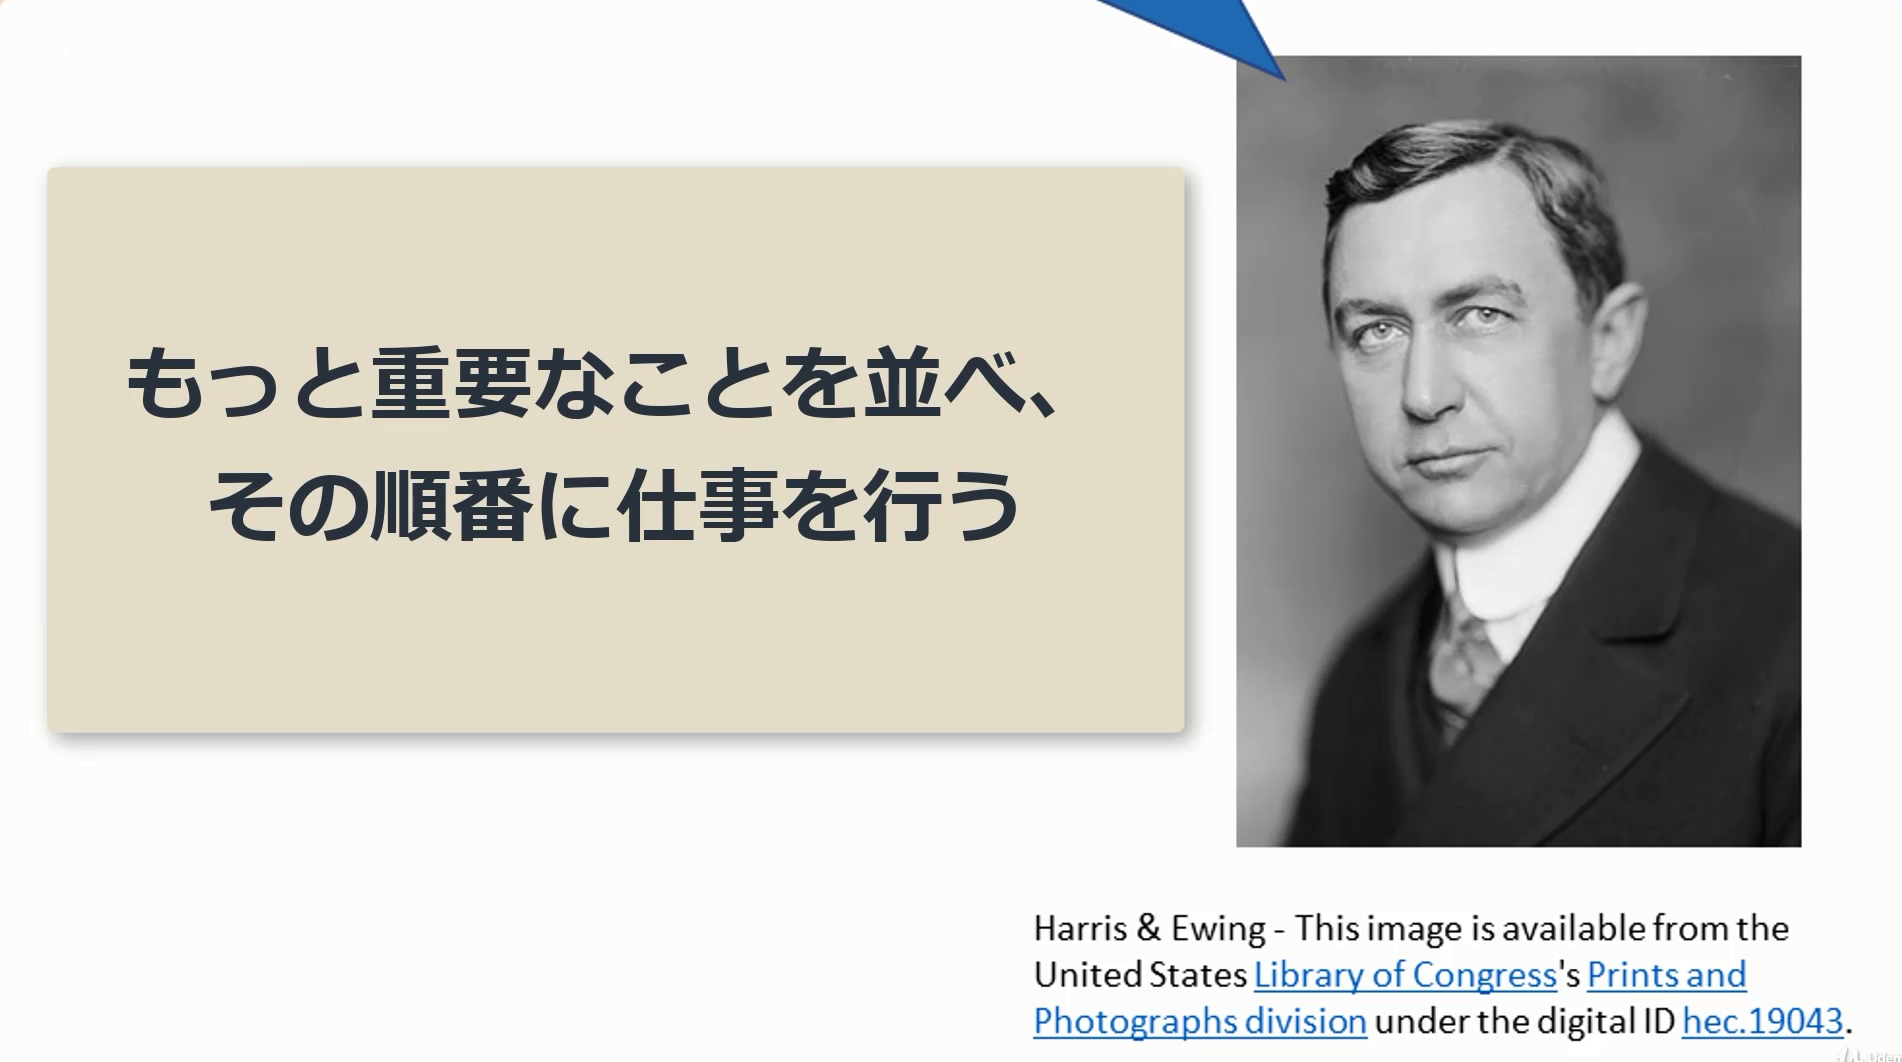 もっと重要なことを並べ、
その順番に仕事を行う
Harris & Ewing - This image is available from the
United States Library of Congress's Prints and
Photographs division under the digital ID hec.19043.